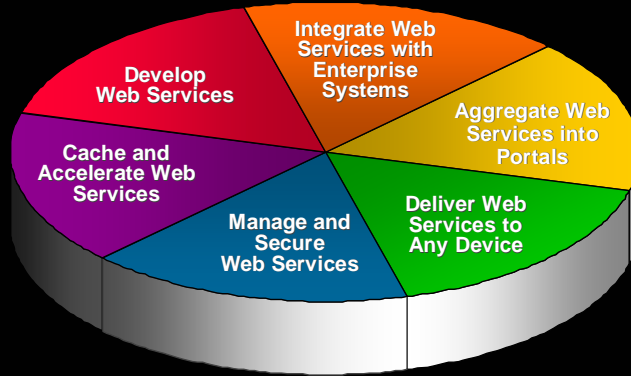 Integrate Web
Services with
Enterprise
Systems
Develop
Web Services
Aggregate Web
Services into
Portals
Cache and
Accelerate Web
Services
Deliver Web
Services to
Any Device
Manage and
Secure
Web Services